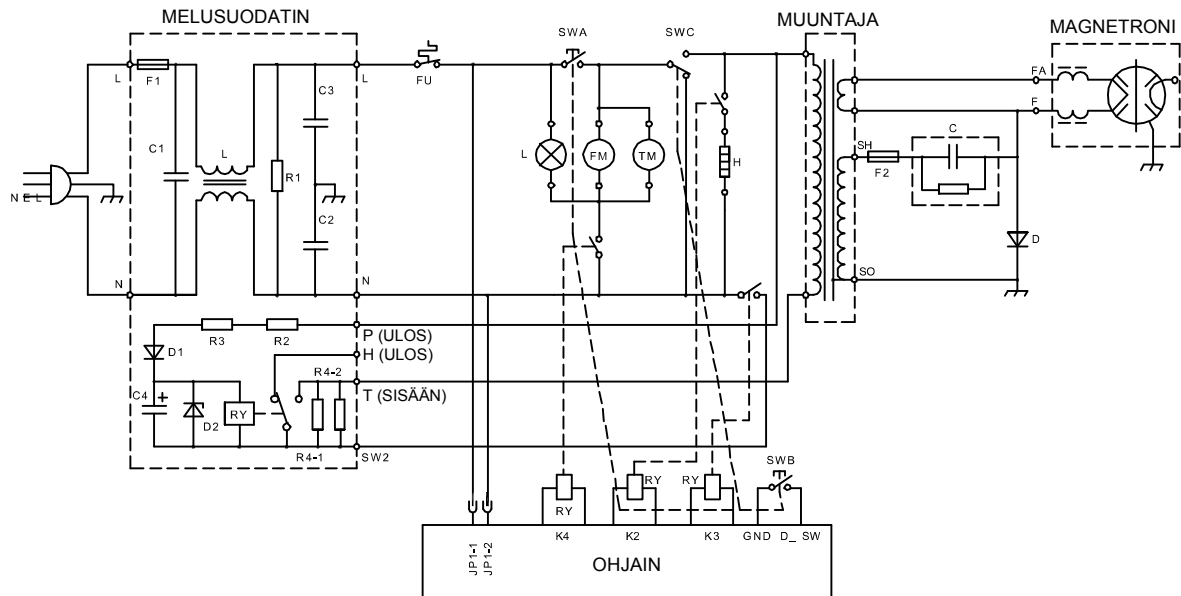 MELUSUODATIN
MUUNTAJA
MAGNETRONI
SWA
SWC
L
F1
L
FU
FA
F
C3
C1
L
R1
L
FM
TM
H
C
SH
F2
N E L
C2
D
N
N
SO
R3
R2
P (ULOS)
D1
H (ULOS)
R4-2
T (SISÄÄN)
C4
+
D2
RY
R4-1
SW2
SWB
RY
RY
RY
K4
K2
K3
GND
D_ SW
JP1-1
JP1-2
OHJAIN